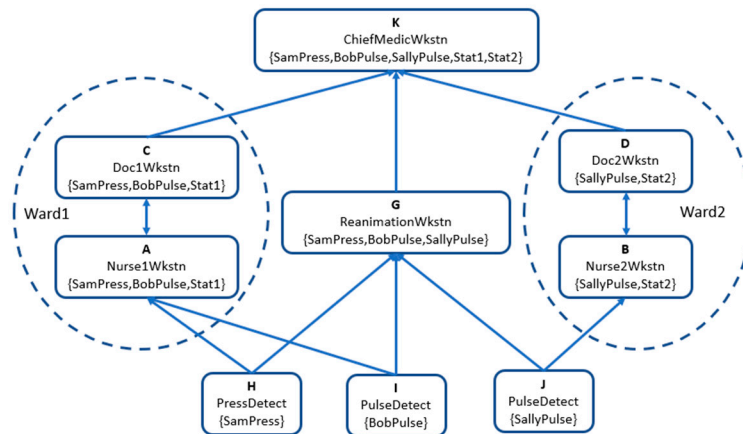 K
ChiefMedicWkstn
{SamPress,BobPulse,SallyPulse,Stat1,Stat2}
C
Doc1Wkstn
{SamPress,BobPulse,Stat1}
D
Doc2Wkstn
{SallyPulse,Stat2}
Ward1
G
ReanimationWkstn
{SamPress,BobPulse,SallyPulse}
Ward2
A
Nurse1Wkstn
{SamPress,BobPulse,Stat1}
B
Nurse2Wkstn
{SallyPulse,Stat2}
H
PressDetect
{SamPress}
I
PulseDetect
{BobPulse}
J
PulseDetect
{SallyPulse}